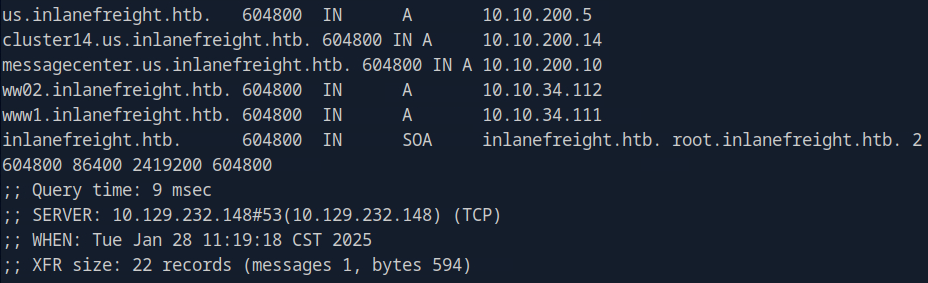 us.inlanefreight.htb.   604800  IN      A       10.10.200.5
cluster14.us.inlanefreight.htb. 604800 IN A     10.10.200.14
messagecenter.us.inlanefreight.htb. 604800 IN A 10.10.200.10
ww02.inlanefreight.htb. 604800  IN      A       10.10.34.112
www1.inlanefreight.htb. 604800  IN      A       10.10.34.111
inlanefreight.htb.      604800  IN      SOA     inlanefreight.htb. root.inlanefreight.htb. 2
604800 86400 2419200 604800
;; Query time: 9 msec
;; SERVER: 10.129.232.148#53(10.129.232.148) (TCP)
;; WHEN: Tue Jan 28 11:19:18 CST 2025
;; XFR size: 22 records (messages 1, bytes 594)